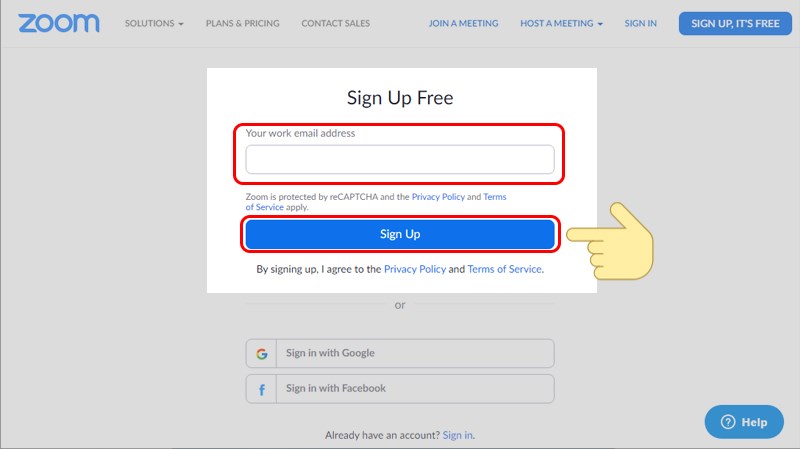 zoom
SOLUTIONS
PLANS & PRICING
CONTACT SALES
JOIN A MEETING
HOST A MEETING
SIGN IN
SIGN UP, IT'S FREE
Sign Up Free
Your work email address
Zoom is protected by reCAPTCHA and the Privacy Policy and Terms
of Service apply.
Sign Up
By signing up, I agree to the Privacy Policy and Terms of Service.
or
G
Sign in with Google
f
Sign in with Facebook
Already have an account? Sign in.
? Help